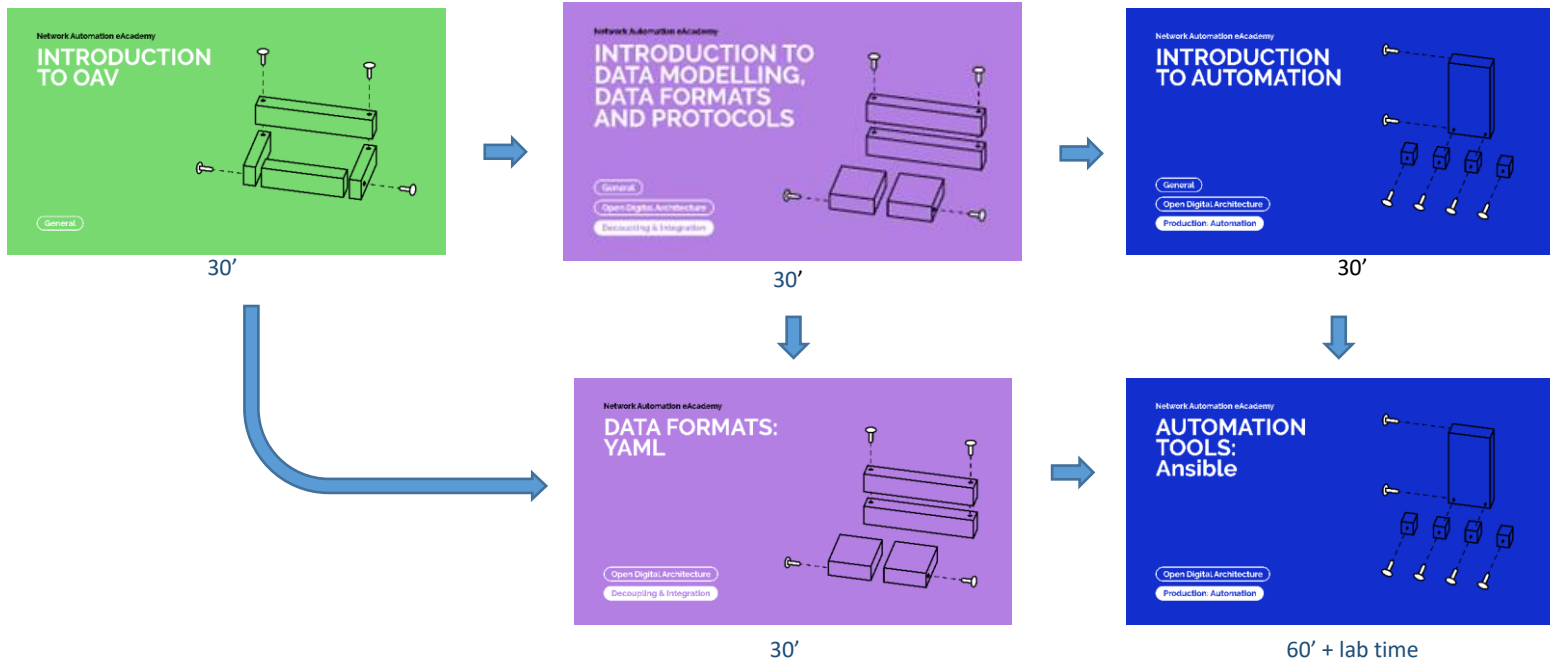 Network Automation eAcademy
INTRODUCTION
TO OAV
General
30’
Network Automation eAcademy
INTRODUCTION TO
DATA MODELLING,
DATA FORMATS
AND PROTOCOLS
General
Open Digital Architecture
Decoupling & Integration
30’
Network Automation eAcademy
INTRODUCTION
TO AUTOMATION
General
Open Digital Architecture
Production: Automation
30’
Network Automation eAcademy
DATA FORMATS:
YAML
Open Digital Architecture
Decoupling & Integration
30’
Network Automation eAcademy
AUTOMATION
TOOLS:
Ansible
Open Digital Architecture
Production: Automation
60’ + lab time